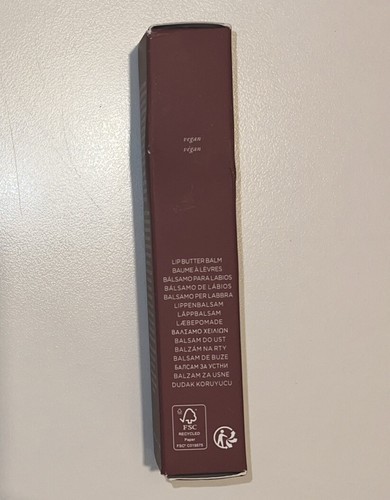 vegan
végan
LIP BUTTER BALM
BAUME À LÈVRES
BÁLSAMO PARA LABIOS
BÁLSAMO DE LÁBIOS
BALSAMO PER LABBRA
LIPPENBALSAM
LÄPPBALSAM
LÆBEPOMADE
ΒΑΛΣΑΜΟ ΧΕΙΛΙΩΝ
BALSAM DO UST
BALZÁM NA RTY
BALSAM DE BUZE
БАЛСАМ ЗА УСТНИ
BALZAM ZA USNE
DUDAK KORUYUCU
FSC
RECYCLED
Paper